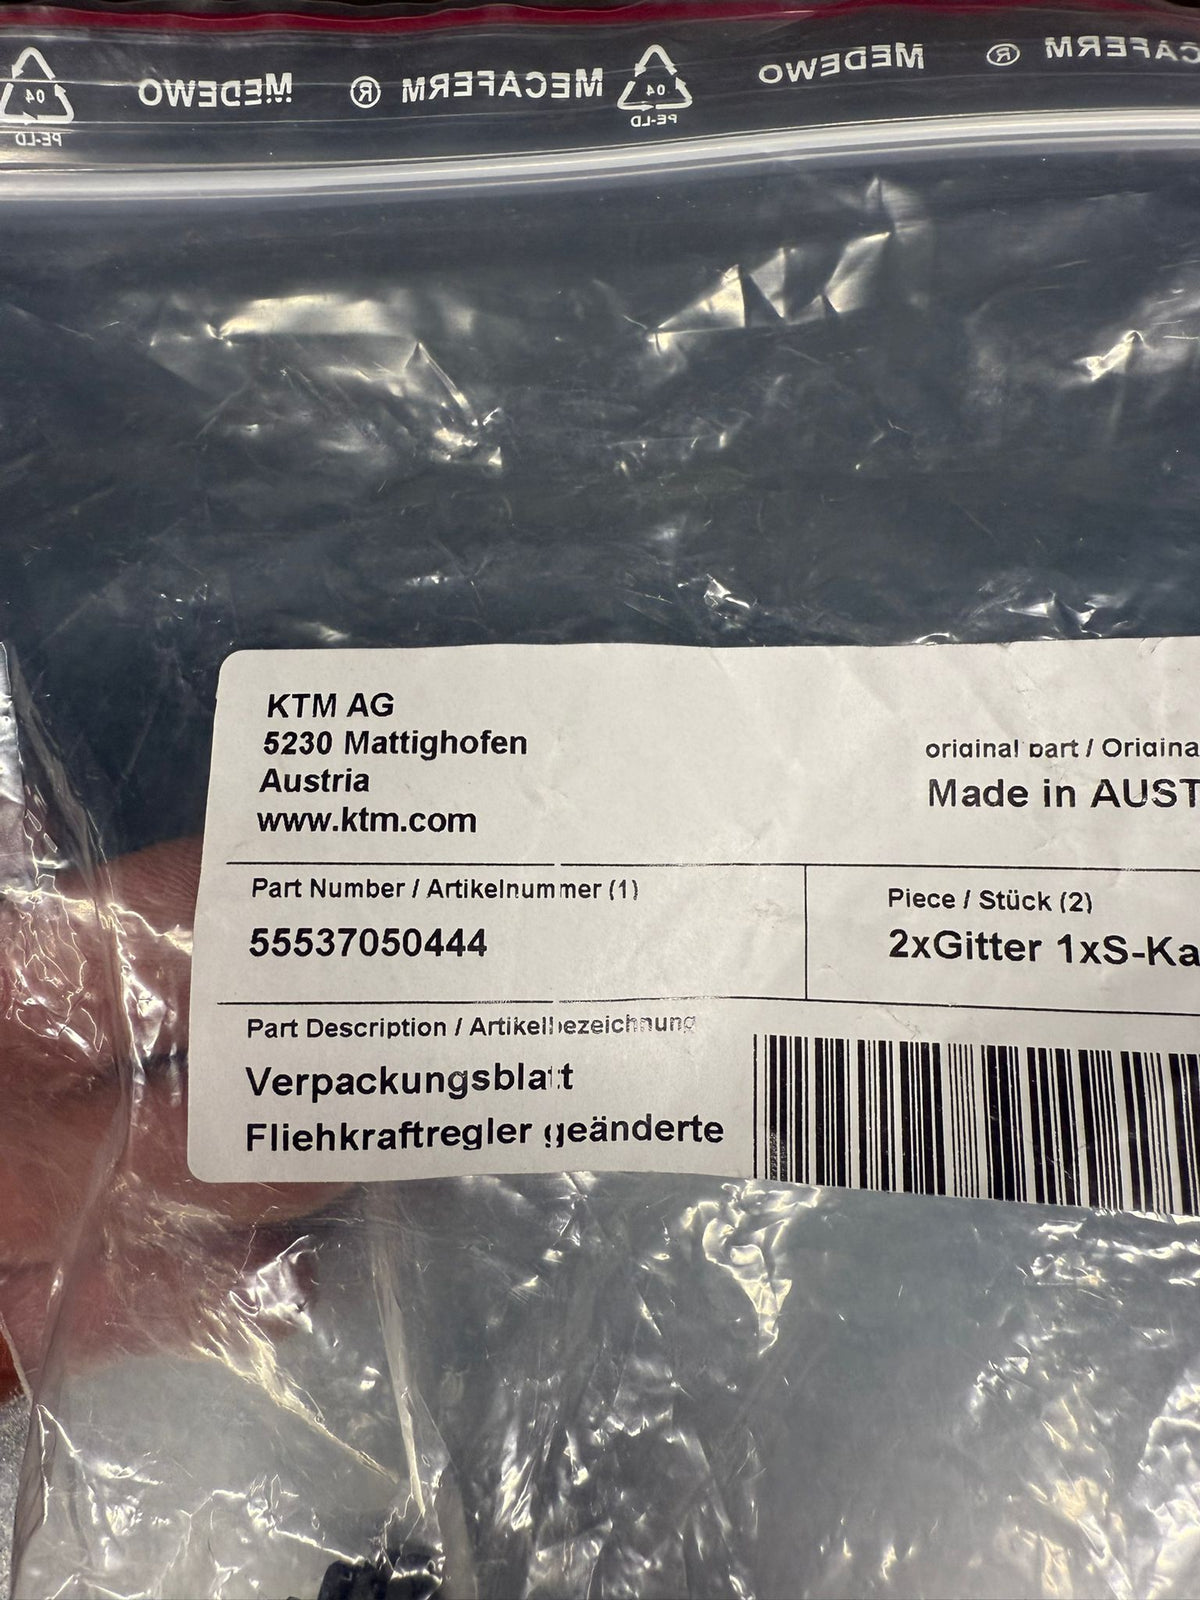 MEDEWO ® MECAFERM MEDEWO ® MECAFERM
04 04
PE-LD PE-LD
KTM AG
5230 Mattighofen
Austria
www.ktm.com
original part / Origina
Made in AUST
Part Number / Artikelnummer (1)
55537050444
Piece / Stück (2)
2xGitter 1xS-Ka
Part Description / Artikelbezeichnung
Verpackungsblatt
Fliehkraftregler geänderte